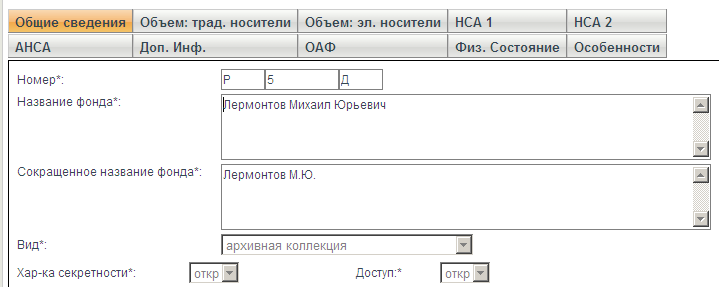 Общие сведения Объем: трад. носители Объем: эл. носители НСА 1 НСА 2
АНСА Доп. Инф. ОАФ Физ. Состояние Особенности
Номер*: Р 5 Д
Название фонда*: Лермонтов Михаил Юрьевич
Сокращенное название фонда*: Лермонтов М.Ю.
Вид*: архивная коллекция
Хар-ка секретности*: откр Доступ:* откр